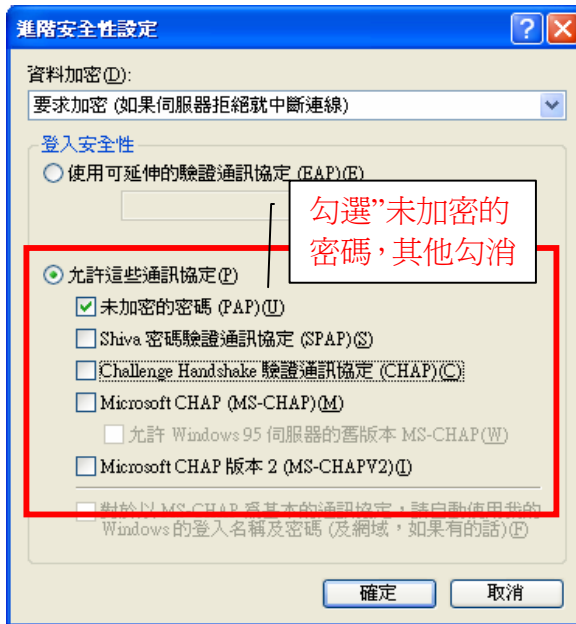 進階安全性設定
資料加密(D):
要求加密 (如果伺服器拒絕就中斷連線)
登入安全性
使用可延伸的驗證通訊協定 (EAP)(E)
勾選”未加密的
密碼，其他勾消
允許這些通訊協定(P)
未加密的密碼 (PAP)(U)
Shiva 密碼驗證通訊協定 (SPAP)(S)
Challenge Handshake 驗證通訊協定 (CHAP)(C)
Microsoft CHAP (MS-CHAP)(M)
允許 Windows 95 伺服器的舊版本 MS-CHAP(W)
Microsoft CHAP 版本 2 (MS-CHAPV2)(I)
對於以 MS-CHAP 為基本的通訊協定，請自動使用我的
Windows 的登入名稱及密碼 (及網域，如果有的話)(F)
確定
取消